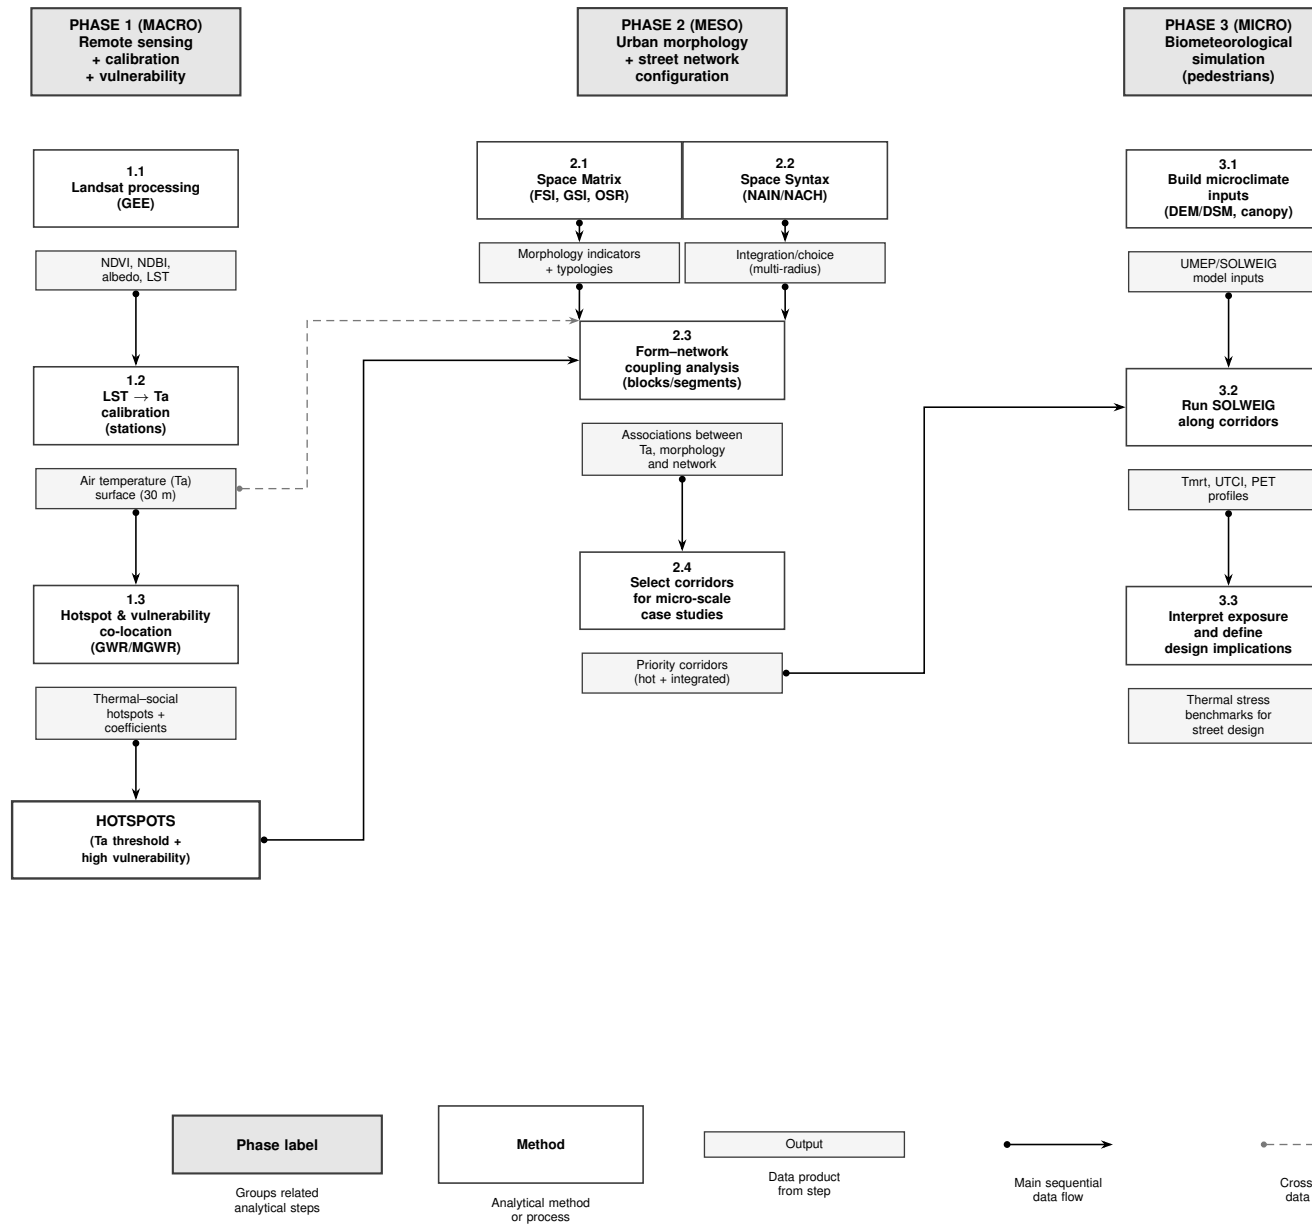 PHASE 1 (MACRO)
Remote sensing
+ calibration
+ vulnerability
1.1
Landsat processing
(GEE)
NDVI, NDBI,
albedo, LST
1.2
LST → Ta
calibration
(stations)
Air temperature (Ta)
surface (30 m)
1.3
Hotspot & vulnerability
co-location
(GWR/MGWR)
Thermal–social
hotspots +
coefficients
HOTSPOTS
(Ta threshold +
high vulnerability)
PHASE 2 (MESO)
Urban morphology
+ street network
configuration
2.1
Space Matrix
(FSI, GSI, OSR)
2.2
Space Syntax
(NAIN/NACH)
Morphology indicators
+ typologies
Integration/choice
(multi-radius)
2.3
Form–network
coupling analysis
(blocks/segments)
Associations between
Ta, morphology
and network
2.4
Select corridors
for micro-scale
case studies
Priority corridors
(hot + integrated)
PHASE 3 (MICRO)
Biometeorological
simulation
(pedestrians)
3.1
Build microclimate
inputs
(DEM/DSM, canopy)
UMEP/SOLWEIG
model inputs
3.2
Run SOLWEIG
along corridors
Tmrt, UTCI, PET
profiles
3.3
Interpret exposure
and define
design implications
Thermal stress
benchmarks for
street design
Phase label
Groups related
analytical steps
Method
Analytical method
or process
Output
Data product
from step
Main sequential
data flow
Cross
data